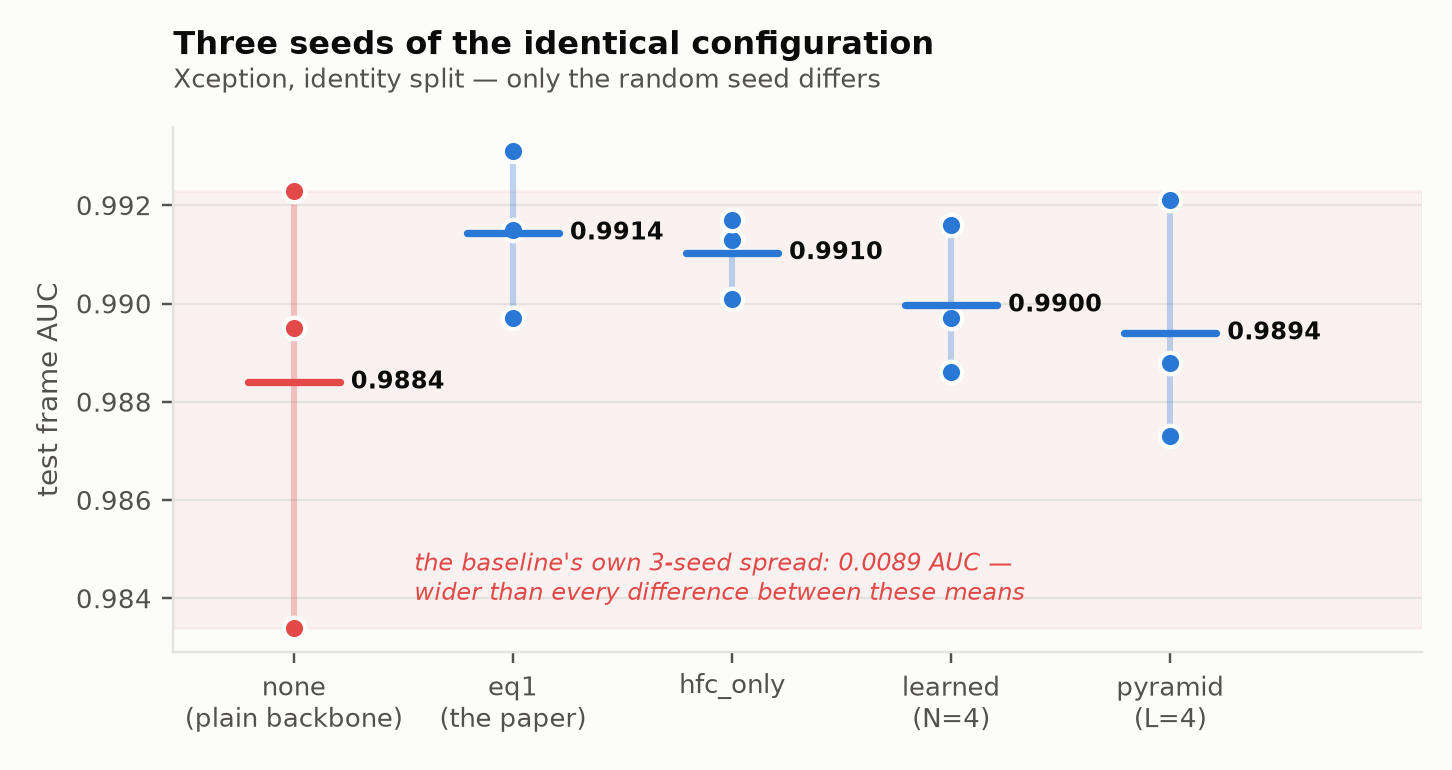 Three seeds of the identical configuration
Xception, identity split — only the random seed differs
test frame AUC
0.992
0.990
0.988
0.986
0.984
0.9884
0.9914
0.9910
0.9900
0.9894
the baseline's own 3-seed spread: 0.0089 AUC —
wider than every difference between these means
none
(plain backbone)
eq1
(the paper)
hfc_only
learned
(N=4)
pyramid
(L=4)